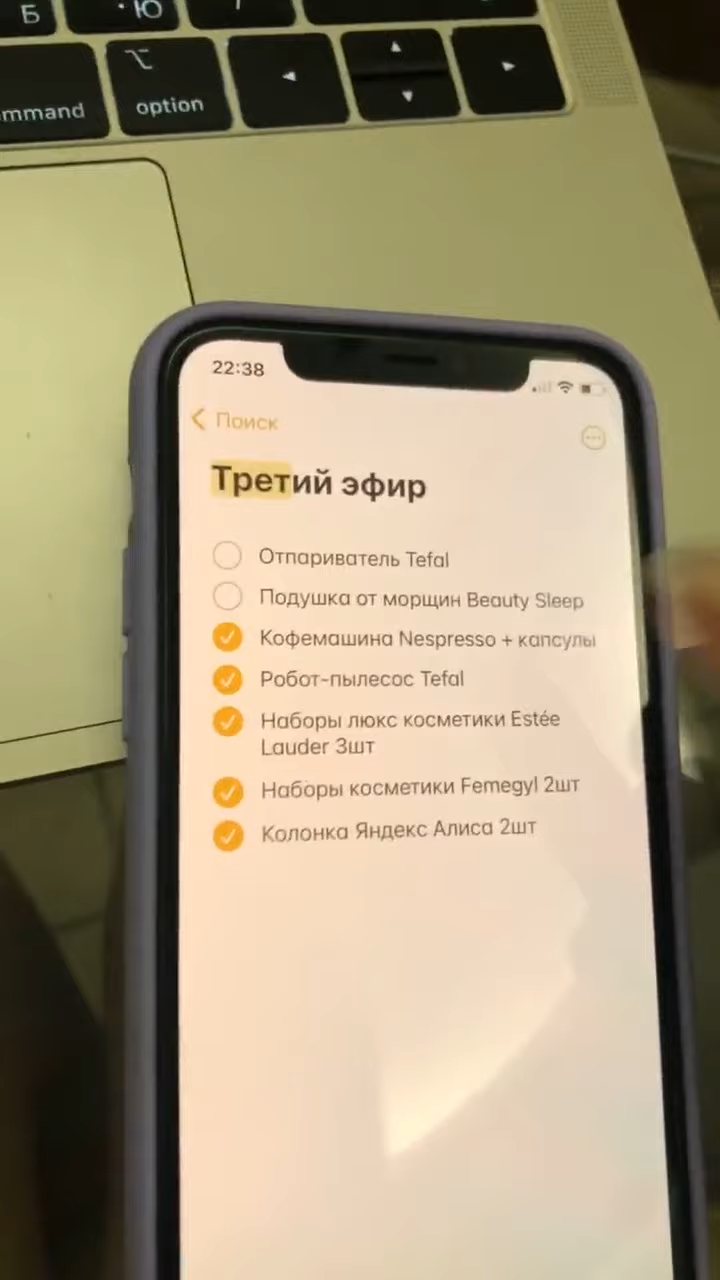 Б
Ю
mmand
option
22:38
Поиск
Третий эфир
Отпариватель Tefal
Подушка от морщин Beauty Sleep
Кофемашина Nespresso + капсулы
Робот-пылесос Tefal
Наборы люкс косметики Estée
Lauder 3шт
Наборы косметики Femegyl 2шт
Колонка Яндекс Алиса 2шт